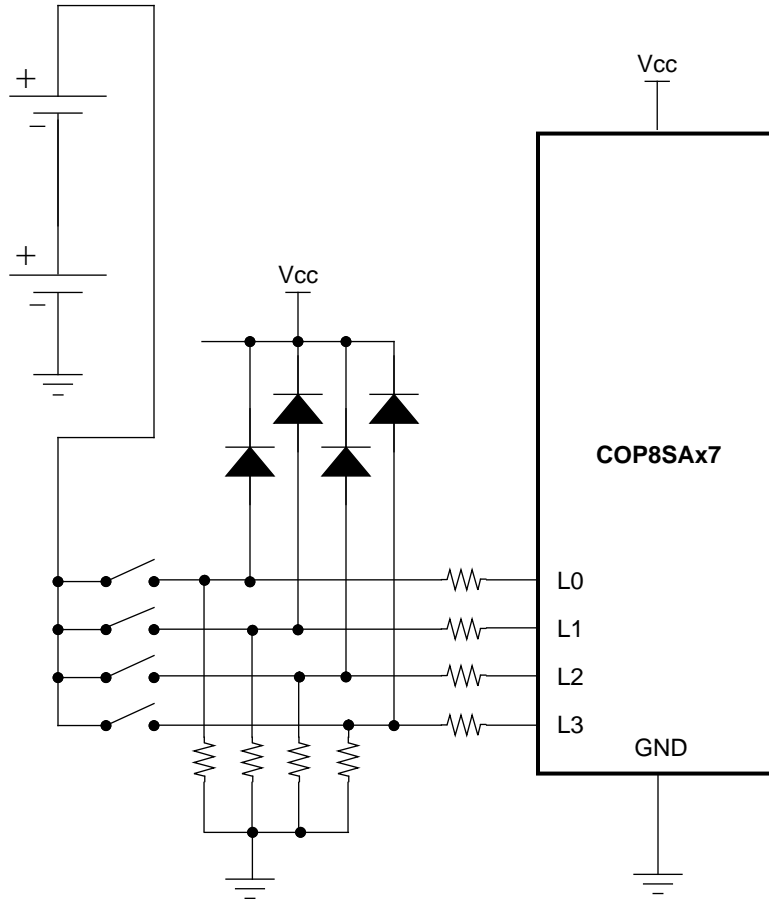 Vcc
+
–
+
–
Vcc
COP8SAx7
L0
L1
L2
L3
GND